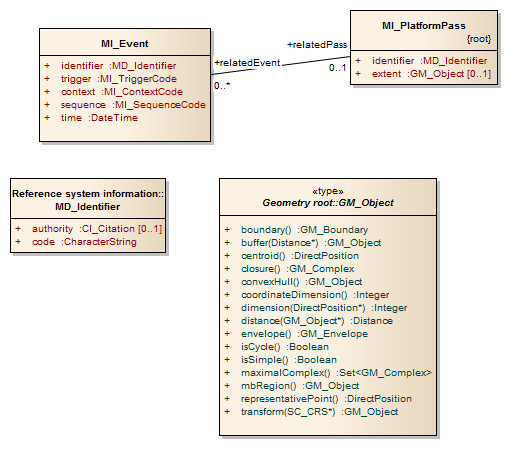 MI_Event
+ identifier :MD_Identifier
+ trigger :MI_TriggerCode
+ context :MI_ContextCode
+ sequence :MI_SequenceCode
+ time :DateTime
+relatedEvent
0..*
+relatedPass
0..1
MI_PlatformPass
{root}
+ identifier :MD_Identifier
+ extent :GM_Object [0..1]
Reference system information::
MD_Identifier
+ authority :CI_Citation [0..1]
+ code :CharacterString
«type»
Geometry root::GM_Object
+ boundary() :GM_Boundary
+ buffer(Distance*) :GM_Object
+ centroid() :DirectPosition
+ closure() :GM_Complex
+ convexHull() :GM_Object
+ coordinateDimension() :Integer
+ dimension(DirectPosition*) :Integer
+ distance(GM_Object*) :Distance
+ envelope() :GM_Envelope
+ isCycle() :Boolean
+ isSimple() :Boolean
+ maximalComplex() :Set<GM_Complex>
+ mbRegion() :GM_Object
+ representativePoint() :DirectPosition
+ transform(SC_CRS*) :GM_Object